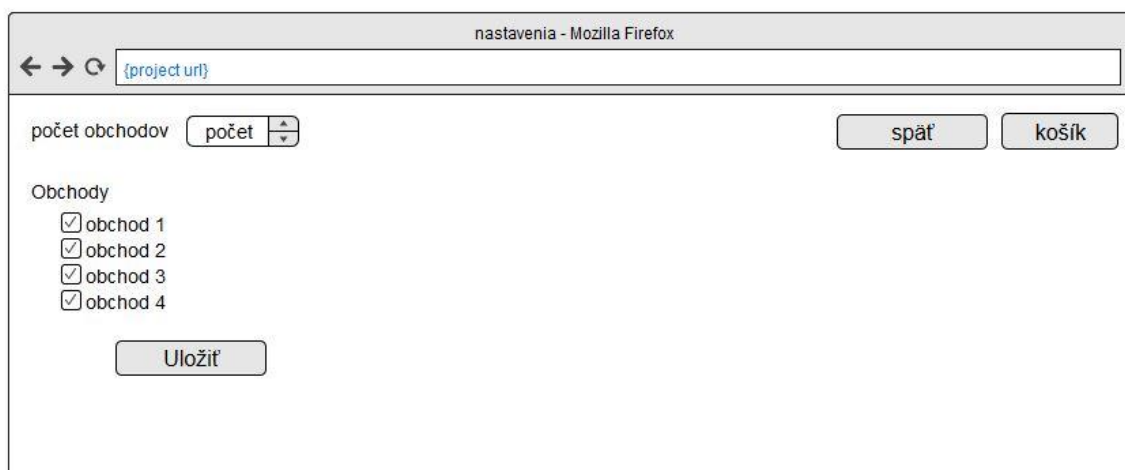 nastavenia - Mozilla Firefox
{project url}
počet obchodov počet späť košík
Obchody
obchod 1
obchod 2
obchod 3
obchod 4
Uložiť